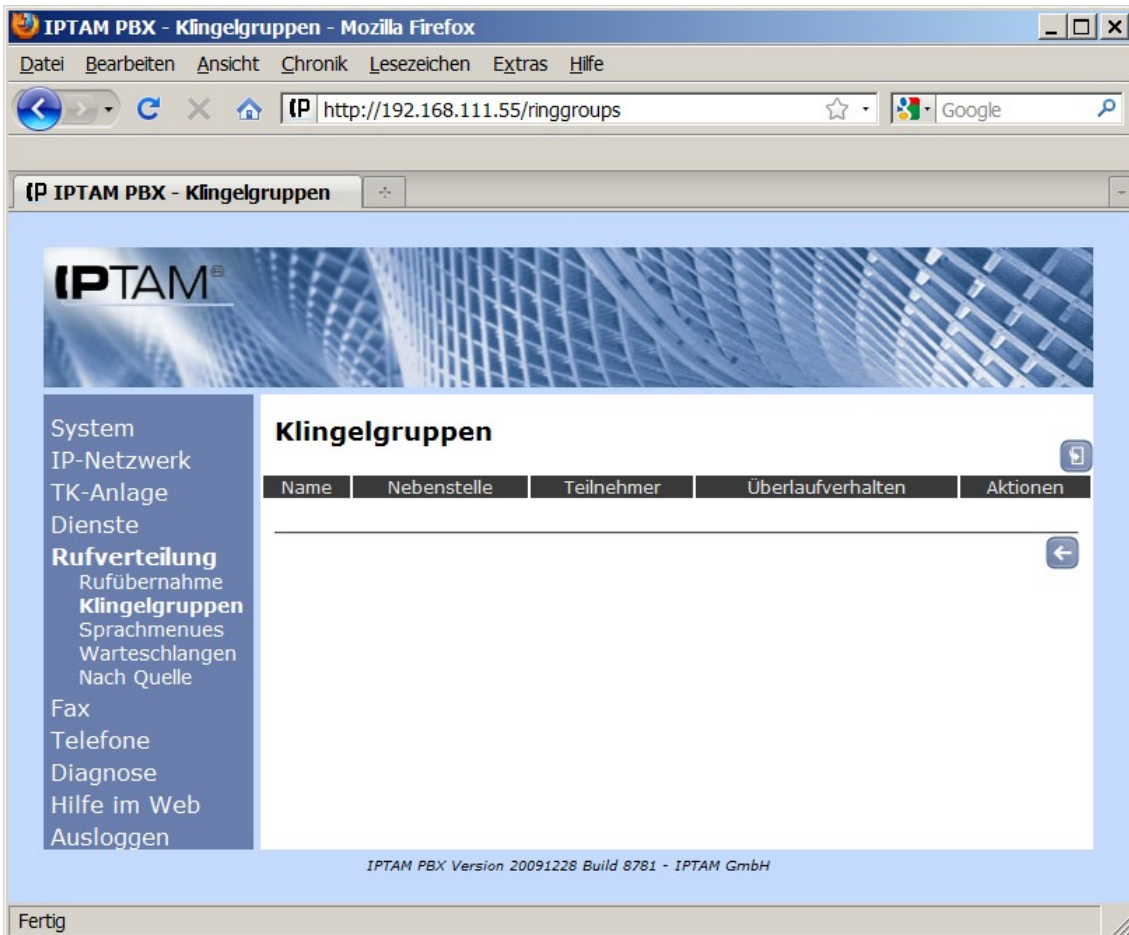 IPTAM PBX - Klingelgruppen - Mozilla Firefox
Datei Bearbeiten Ansicht Chronik Lesezeichen Extras Hilfe
(P http://192.168.111.55/ringgroups Google
(P IPTAM PBX - Klingelgruppen
IPTAM®
System
IP-Netzwerk
TK-Anlage
Dienste
Rufverteilung
Rufübernahme
Klingelgruppen
Sprachmenues
Warteschlangen
Nach Quelle
Fax
Telefone
Diagnose
Hilfe im Web
Ausloggen
Klingelgruppen
Name Nebenstelle Teilnehmer Überlaufverhalten Aktionen
IPTAM PBX Version 20091228 Build 8781 - IPTAM GmbH
Fertig